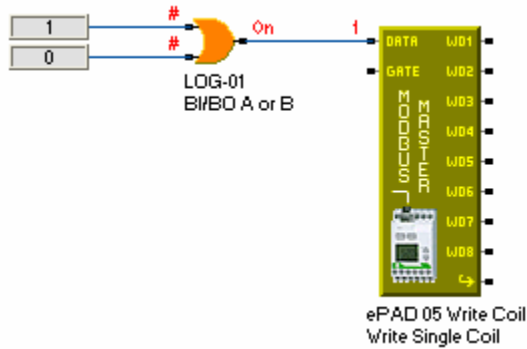 1
#
On
1
0
#
LOG-01
BI/BO A or B
DATA
WD1
GATE
WD2
WD3
WD4
WD5
WD6
WD7
WD8
MODBUS
MASTER
ePAD 05 Write Coil
Write Single Coil